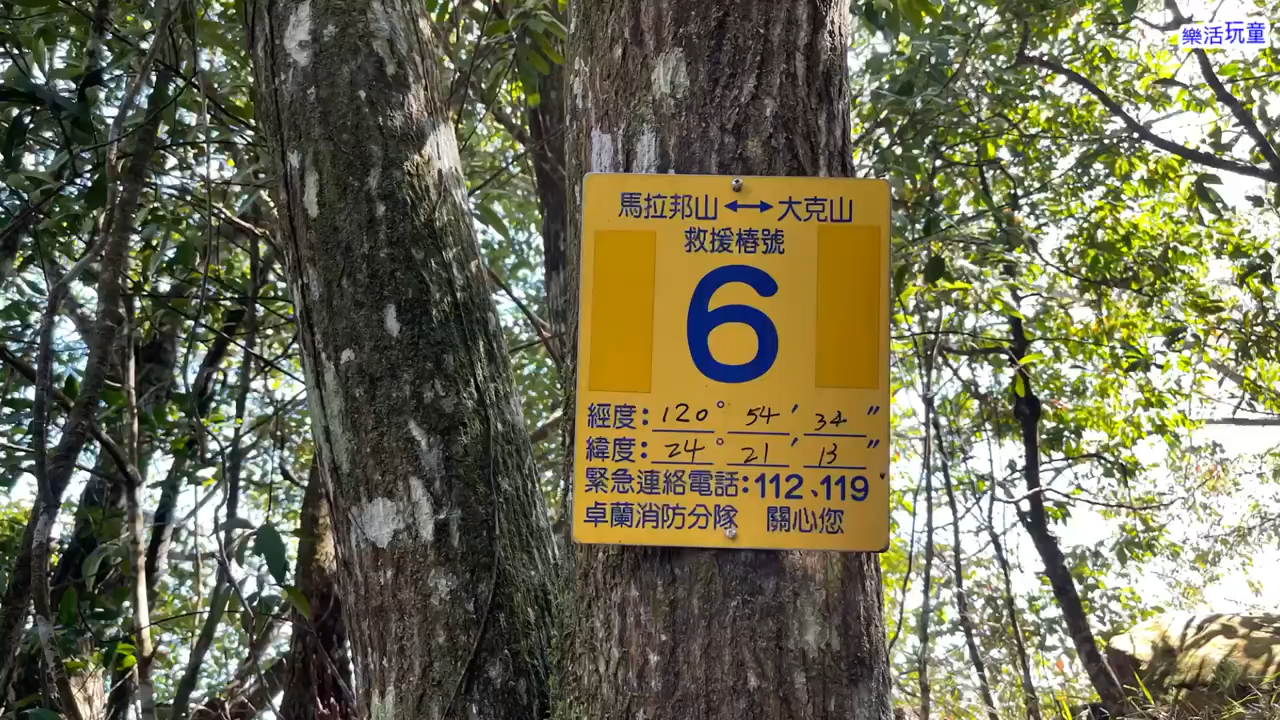 樂活玩童
馬拉邦山↔大克山
救援樁號
6
經度:120° 54′ 34″
緯度:24° 21′ 13″
緊急連絡電話:112、119
卓蘭消防分隊 關心您